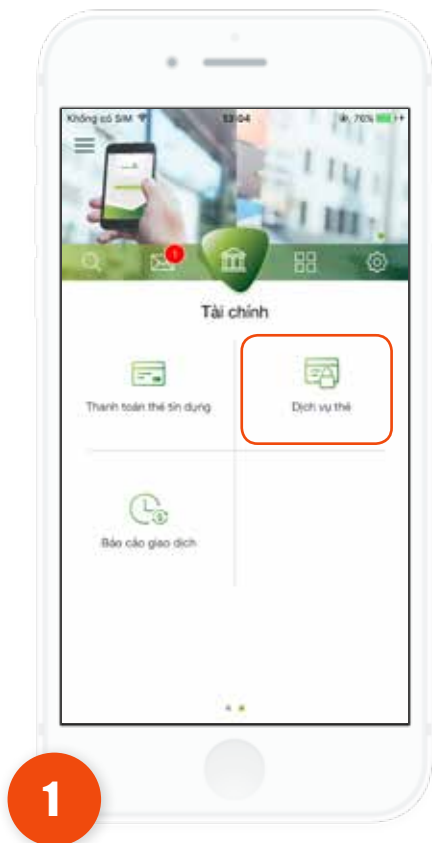 Không có SIM 13:04 76%
1
Tài chính
Thanh toán thẻ tín dụng
Dịch vụ thẻ
Báo cáo giao dịch
1